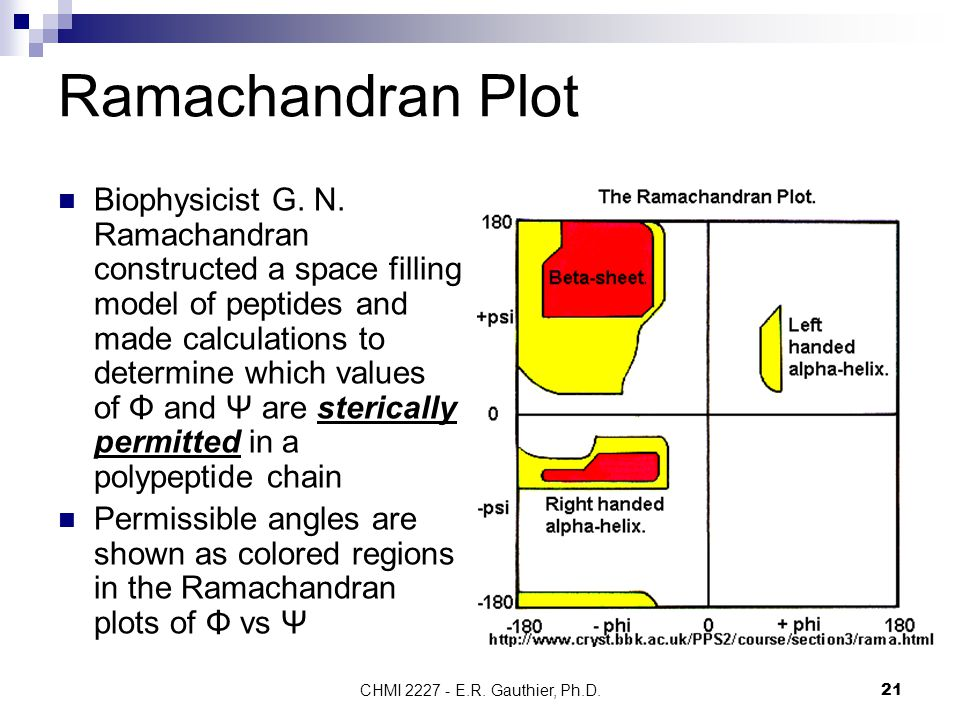 Ramachandran Plot
Biophysicist G. N.
Ramachandran
constructed a space filling
model of peptides and
made calculations to
determine which values
of Φ and Ψ are sterically
permitted in a
polypeptide chain
Permissible angles are
shown as colored regions
in the Ramachandran
plots of Φ vs Ψ
The Ramachandran Plot.
180
Beta-sheet.
+psi
Left
handed
alpha-helix.
0
-psi
Right handed
alpha-helix.
-180
-180 - phi 0 + phi 180
http://www.cryst.bbk.ac.uk/PPS2/course/section3/rama.html
CHMI 2227 - E.R. Gauthier, Ph.D.
21